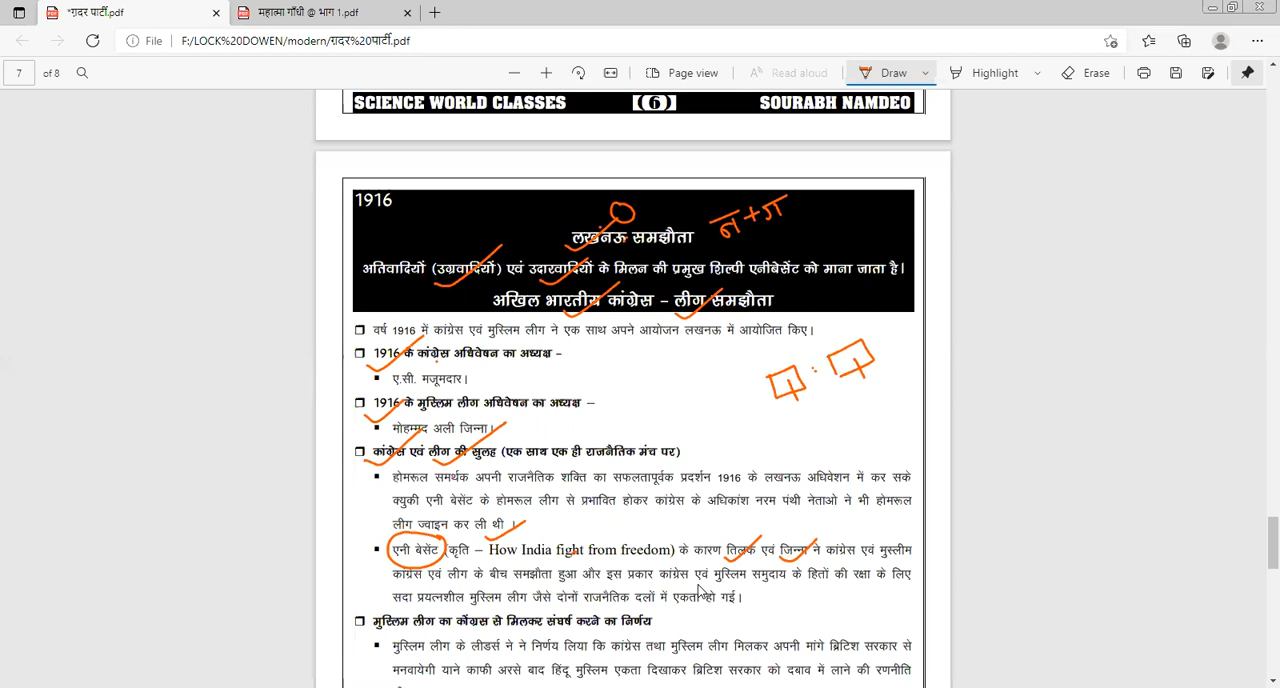 *ग़दर पार्टी.pdf
महात्मा गाँधी @ भाग 1.pdf
File F:/LOCK%20DOWEN/modern/ग़दर%20पार्टी.pdf
7 of 8 Page view Read aloud Draw Highlight Erase
SCIENCE WORLD CLASSES [(6)] SOURABH NAMDEO
1916
लखनऊ समझौता
न+ग
अतिवादियों (उग्रवादियों) एवं उदारवादियों के मिलन की प्रमुख शिल्पी एनीबेसेंट को माना जाता है।
अखिल भारतीय कांग्रेस – लीग समझौता
वर्ष 1916 में कांग्रेस एवं मुस्लिम लीग ने एक साथ अपने आयोजन लखनऊ में आयोजित किए।
1916 के कांग्रेस अधिवेषन का अध्यक्ष –
ए.सी. मजूमदार।
1916 के मुस्लिम लीग अधिवेषन का अध्यक्ष –
मोहम्मद अली जिन्ना।
कांग्रेस एवं लीग की सुलह (एक साथ एक ही राजनैतिक मंच पर)
होमरूल समर्थक अपनी राजनैतिक शक्ति का सफलतापूर्वक प्रदर्शन 1916 के लखनऊ अधिवेशन में कर सके
क्युकी एनी बेसेंट के होमरूल लीग से प्रभावित होकर कांग्रेस के अधिकांश नरम पंथी नेताओ ने भी होमरूल
लीग ज्वाइन कर ली थी ।
एनी बेसेंट (कृति – How India fight from freedom) के कारण तिलक एवं जिन्ना ने कांग्रेस एवं मुस्लीम
कांग्रेस एवं लीग के बीच समझौता हुआ और इस प्रकार कांग्रेस एवं मुस्लिम समुदाय के हितों की रक्षा के लिए
सदा प्रयत्नशील मुस्लिम लीग जैसे दोनों राजनैतिक दलों में एकता हो गई।
मुस्लिम लीग का कोंग्रस से मिलकर संघर्ष करने का निर्णय
मुस्लिम लीग के लीडर्स ने ने निर्णय लिया कि कांग्रेस तथा मुस्लिम लीग मिलकर अपनी मांगे ब्रिटिश सरकार से
मनवायेगी याने काफी अरसे बाद हिंदू मुस्लिम एकता दिखाकर ब्रिटिश सरकार को दबाव में लाने की रणनीति